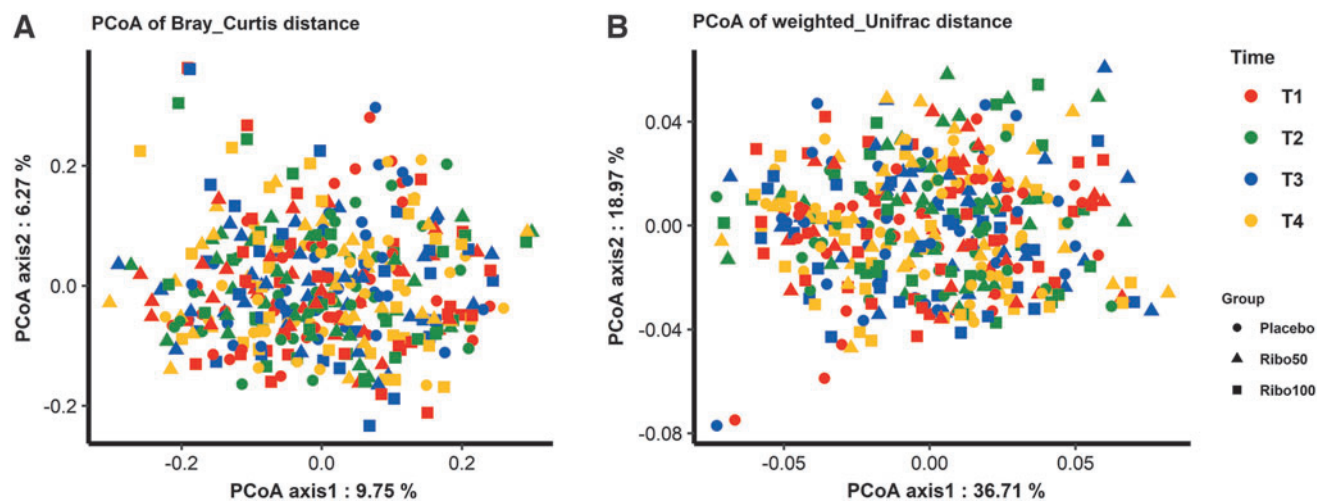 A
PCoA of Bray_Curtis distance
PCoA axis2 : 6.27 %
0.2
0.0
-0.2
-0.2
0.0
0.2
PCoA axis1 : 9.75 %
B
PCoA of weighted_Unifrac distance
PCoA axis2 : 18.97 %
0.04
0.00
-0.04
-0.08
-0.05
0.00
0.05
PCoA axis1 : 36.71 %
Time
T1
T2
T3
T4
Group
Placebo
Ribo50
Ribo100